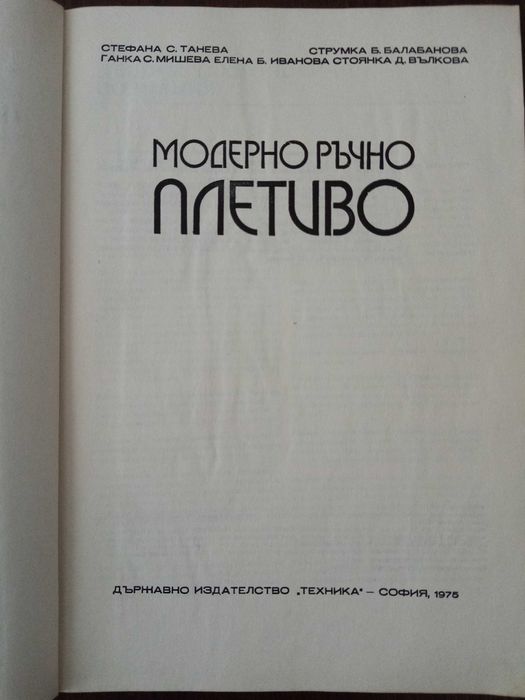 СТЕФАНА С. ТАНЕВА СТРУМКА Б. БАЛАБАНОВА
ГАНКА С. МИШЕВА ЕЛЕНА Б. ИВАНОВА СТОЯНКА Д. ВЪЛКОВА
МОДЕРНО РЪЧНО
ПЛЕТИВО
ДЪРЖАВНО ИЗДАТЕЛСТВО „ТЕХНИКА“ – СОФИЯ, 1975